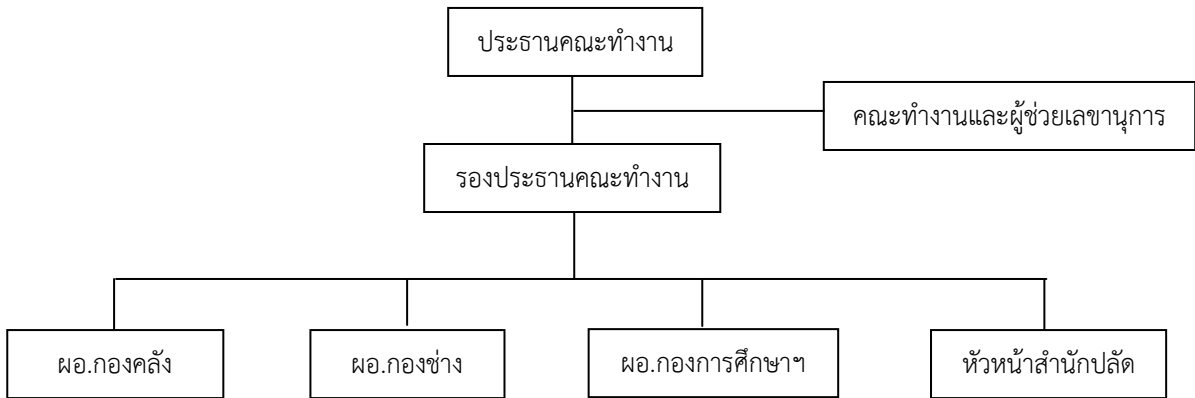 ประธานคณะทำงาน
คณะทำงานและผู้ช่วยเลขานุการ
รองประธานคณะทำงาน
ผอ.กองคลัง
ผอ.กองช่าง
ผอ.กองการศึกษาฯ
หัวหน้าสำนักปลัด